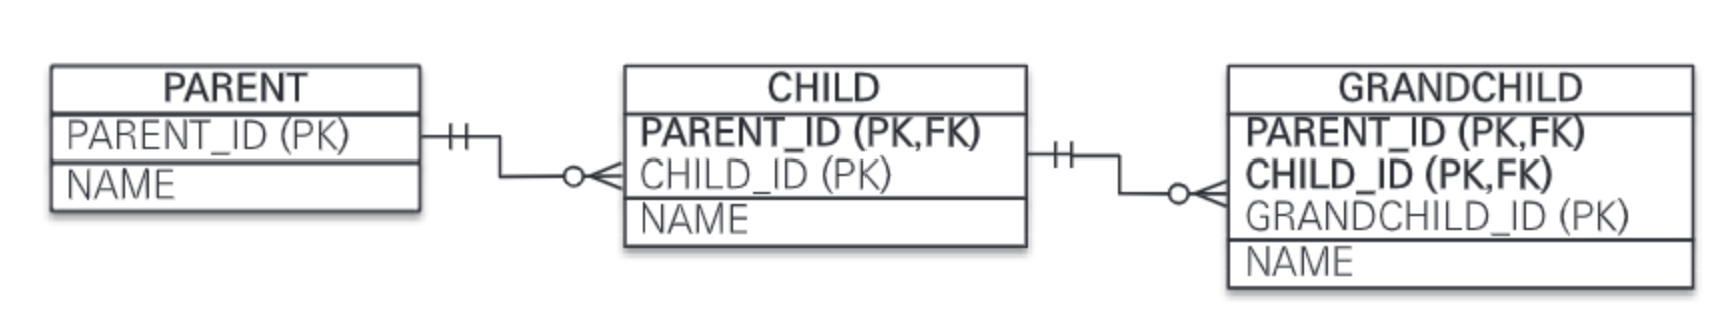 PARENT
PARENT_ID (PK)
NAME
CHILD
PARENT_ID (PK,FK)
CHILD_ID (PK)
NAME
GRANDCHILD
PARENT_ID (PK,FK)
CHILD_ID (PK,FK)
GRANDCHILD_ID (PK)
NAME